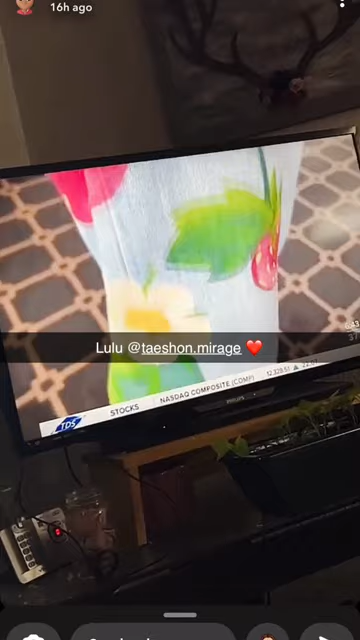 16h ago
Lulu @taeshon.mirage ❤️
TDS
STOCKS
NASDAQ COMPOSITE (COMP)
PHILIPS